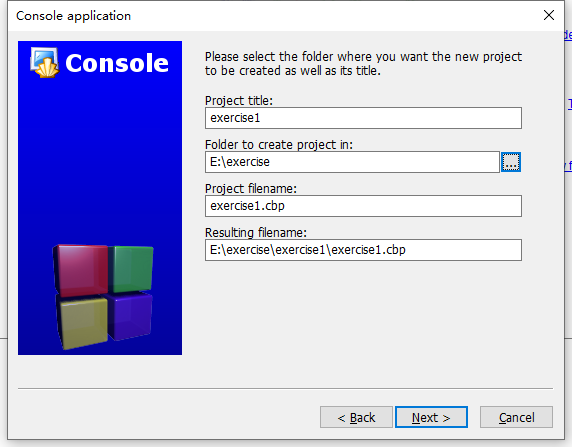 Console application
Console
Please select the folder where you want the new project
to be created as well as its title.
Project title:
exercise1
Folder to create project in:
E:\exercise
...
Project filename:
exercise1.cbp
Resulting filename:
E:\exercise\exercise1\exercise1.cbp
< Back
Next >
Cancel